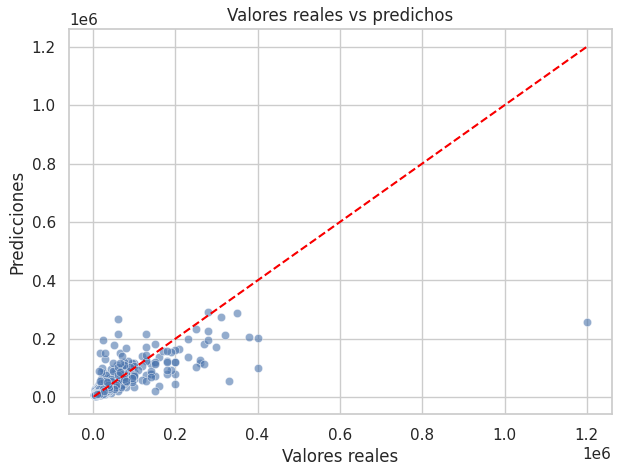 Valores reales vs predichos
1e6
1.2
1.0
0.8
0.6
0.4
0.2
0.0
Predicciones
0.0 0.2 0.4 0.6 0.8 1.0 1.2
Valores reales
1e6